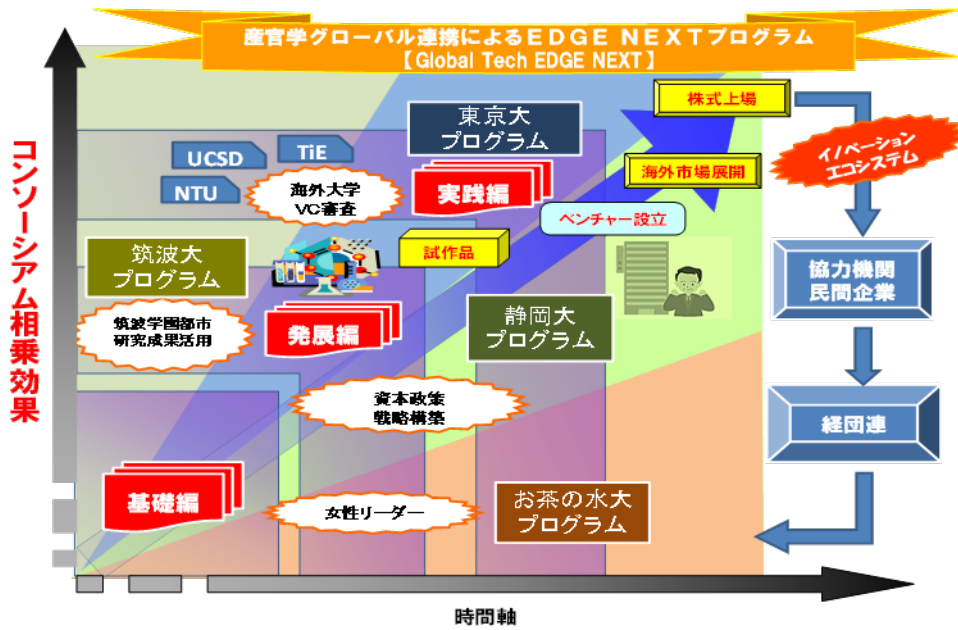 産官学グローバル連携によるＥＤＧＥ ＮＥＸＴプログラム
【Global Tech EDGE NEXT】
コンソーシアム相乗効果
株式上場
東京大
プログラム
TiE
UCSD
NTU
海外大学
VC審査
実践編
海外市場展開
イノベーション
エコシステム
ベンチャー設立
筑波大
プログラム
試作品
協力機関
民間企業
筑波学園都市
研究成果活用
発展編
静岡大
プログラム
資本政策
戦略構築
経団連
基礎編
女性リーダー
お茶の水大
プログラム
時間軸